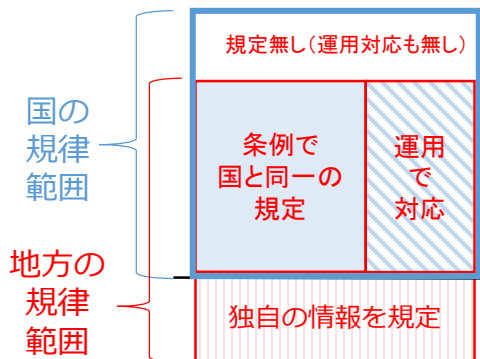 規定無し（運用対応も無し）
国の
規律
範囲
条例で
国と同一の
規定
運用
で
対応
地方の
規律
範囲
独自の情報を規定